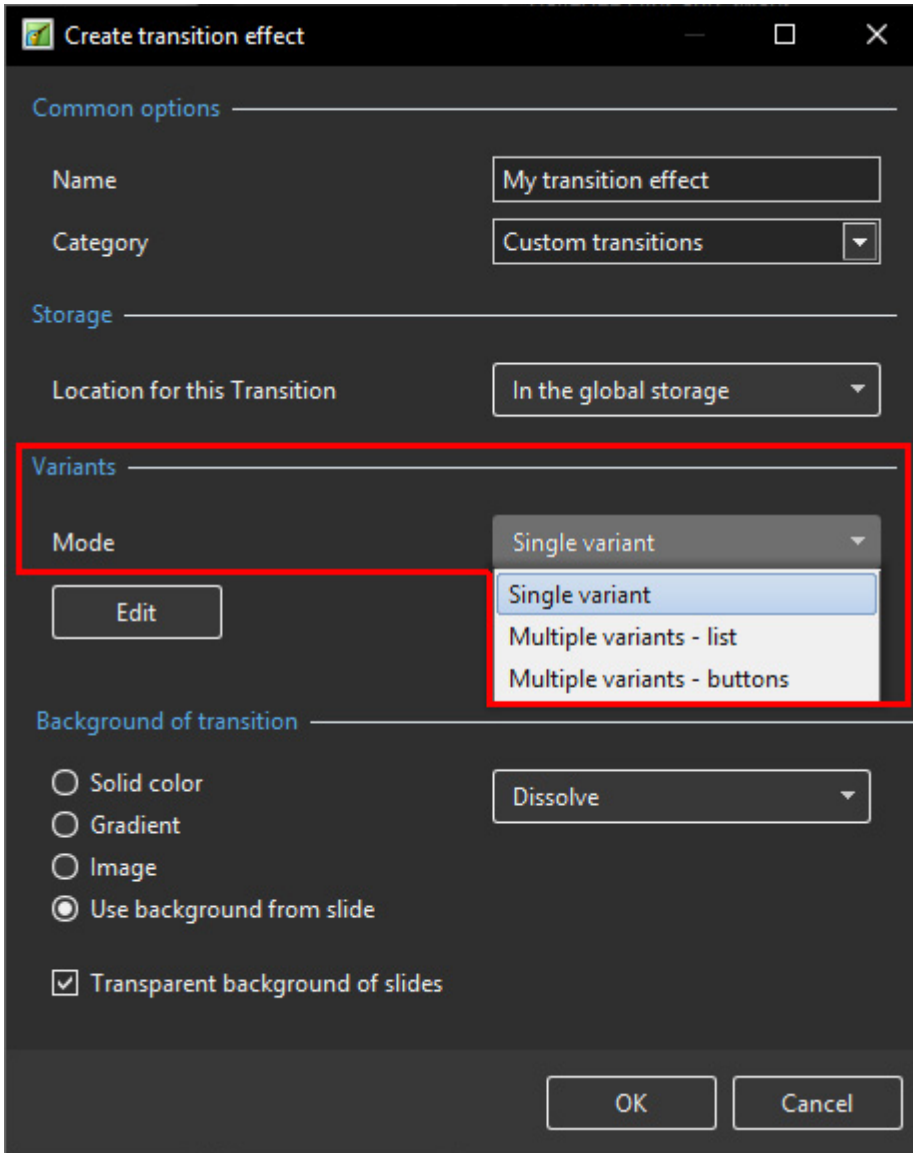 Create transition effect
Common options
Name
My transition effect
Category
Custom transitions
Storage
Location for this Transition
In the global storage
Variants
Mode
Single variant
Single variant
Edit
Multiple variants - list
Multiple variants - buttons
Background of transition
Solid color
Dissolve
Gradient
Image
Use background from slide
Transparent background of slides
OK
Cancel